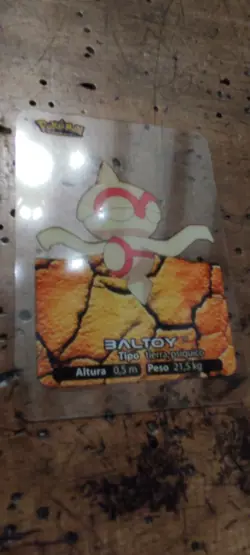 POKÉMON
BALTOY
Tipo Tierra-psíquico
Altura 0,5 m Peso 21,5 kg